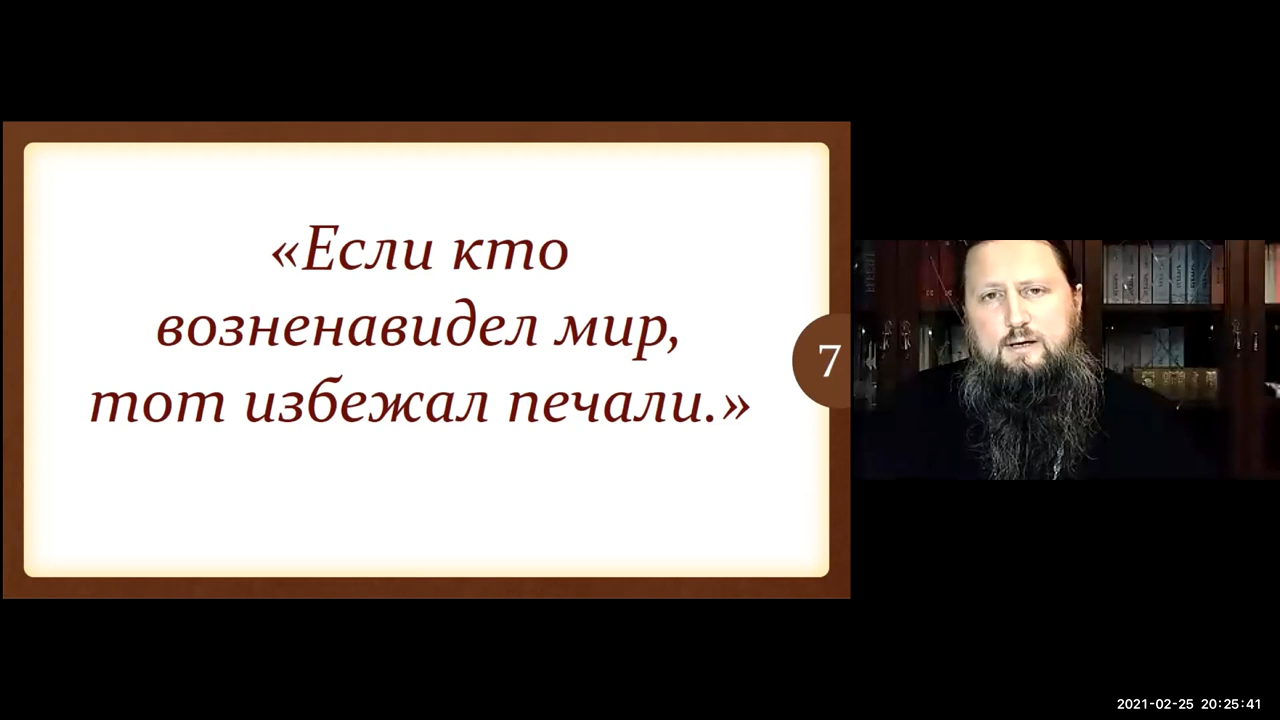 «Если кто
возненавидел мир,
тот избежал печали.»
7
2021-02-25 20:25:41